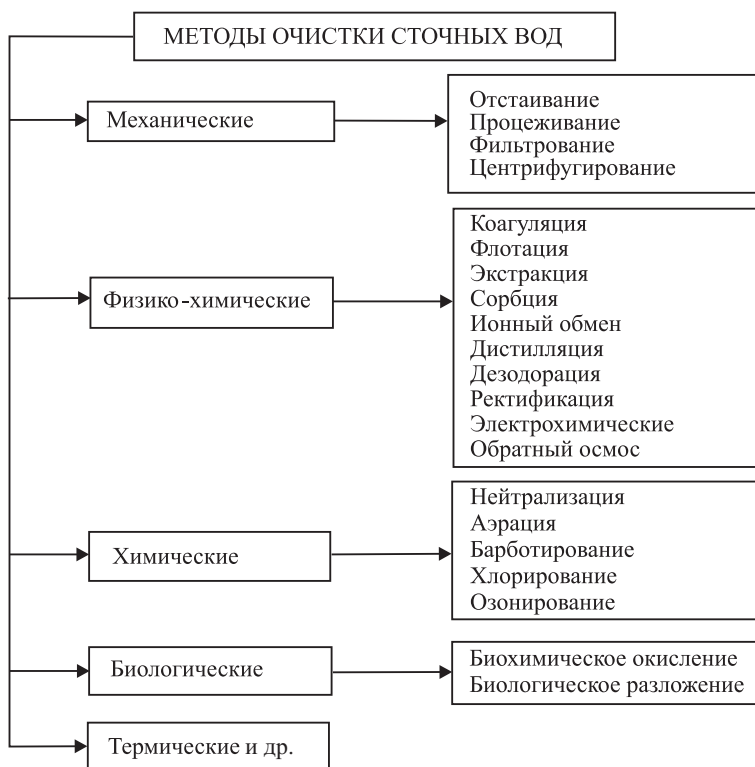 МЕТОДЫ ОЧИСТКИ СТОЧНЫХ ВОД
Механические
Отстаивание
Процеживание
Фильтрование
Центрифугирование
Физико-химические
Коагуляция
Флотация
Экстракция
Сорбция
Ионный обмен
Дистилляция
Дезодорация
Ректификация
Электрохимические
Обратный осмос
Химические
Нейтрализация
Аэрация
Барботирование
Хлорирование
Озонирование
Биологические
Биохимическое окисление
Биологическое разложение
Термические и др.